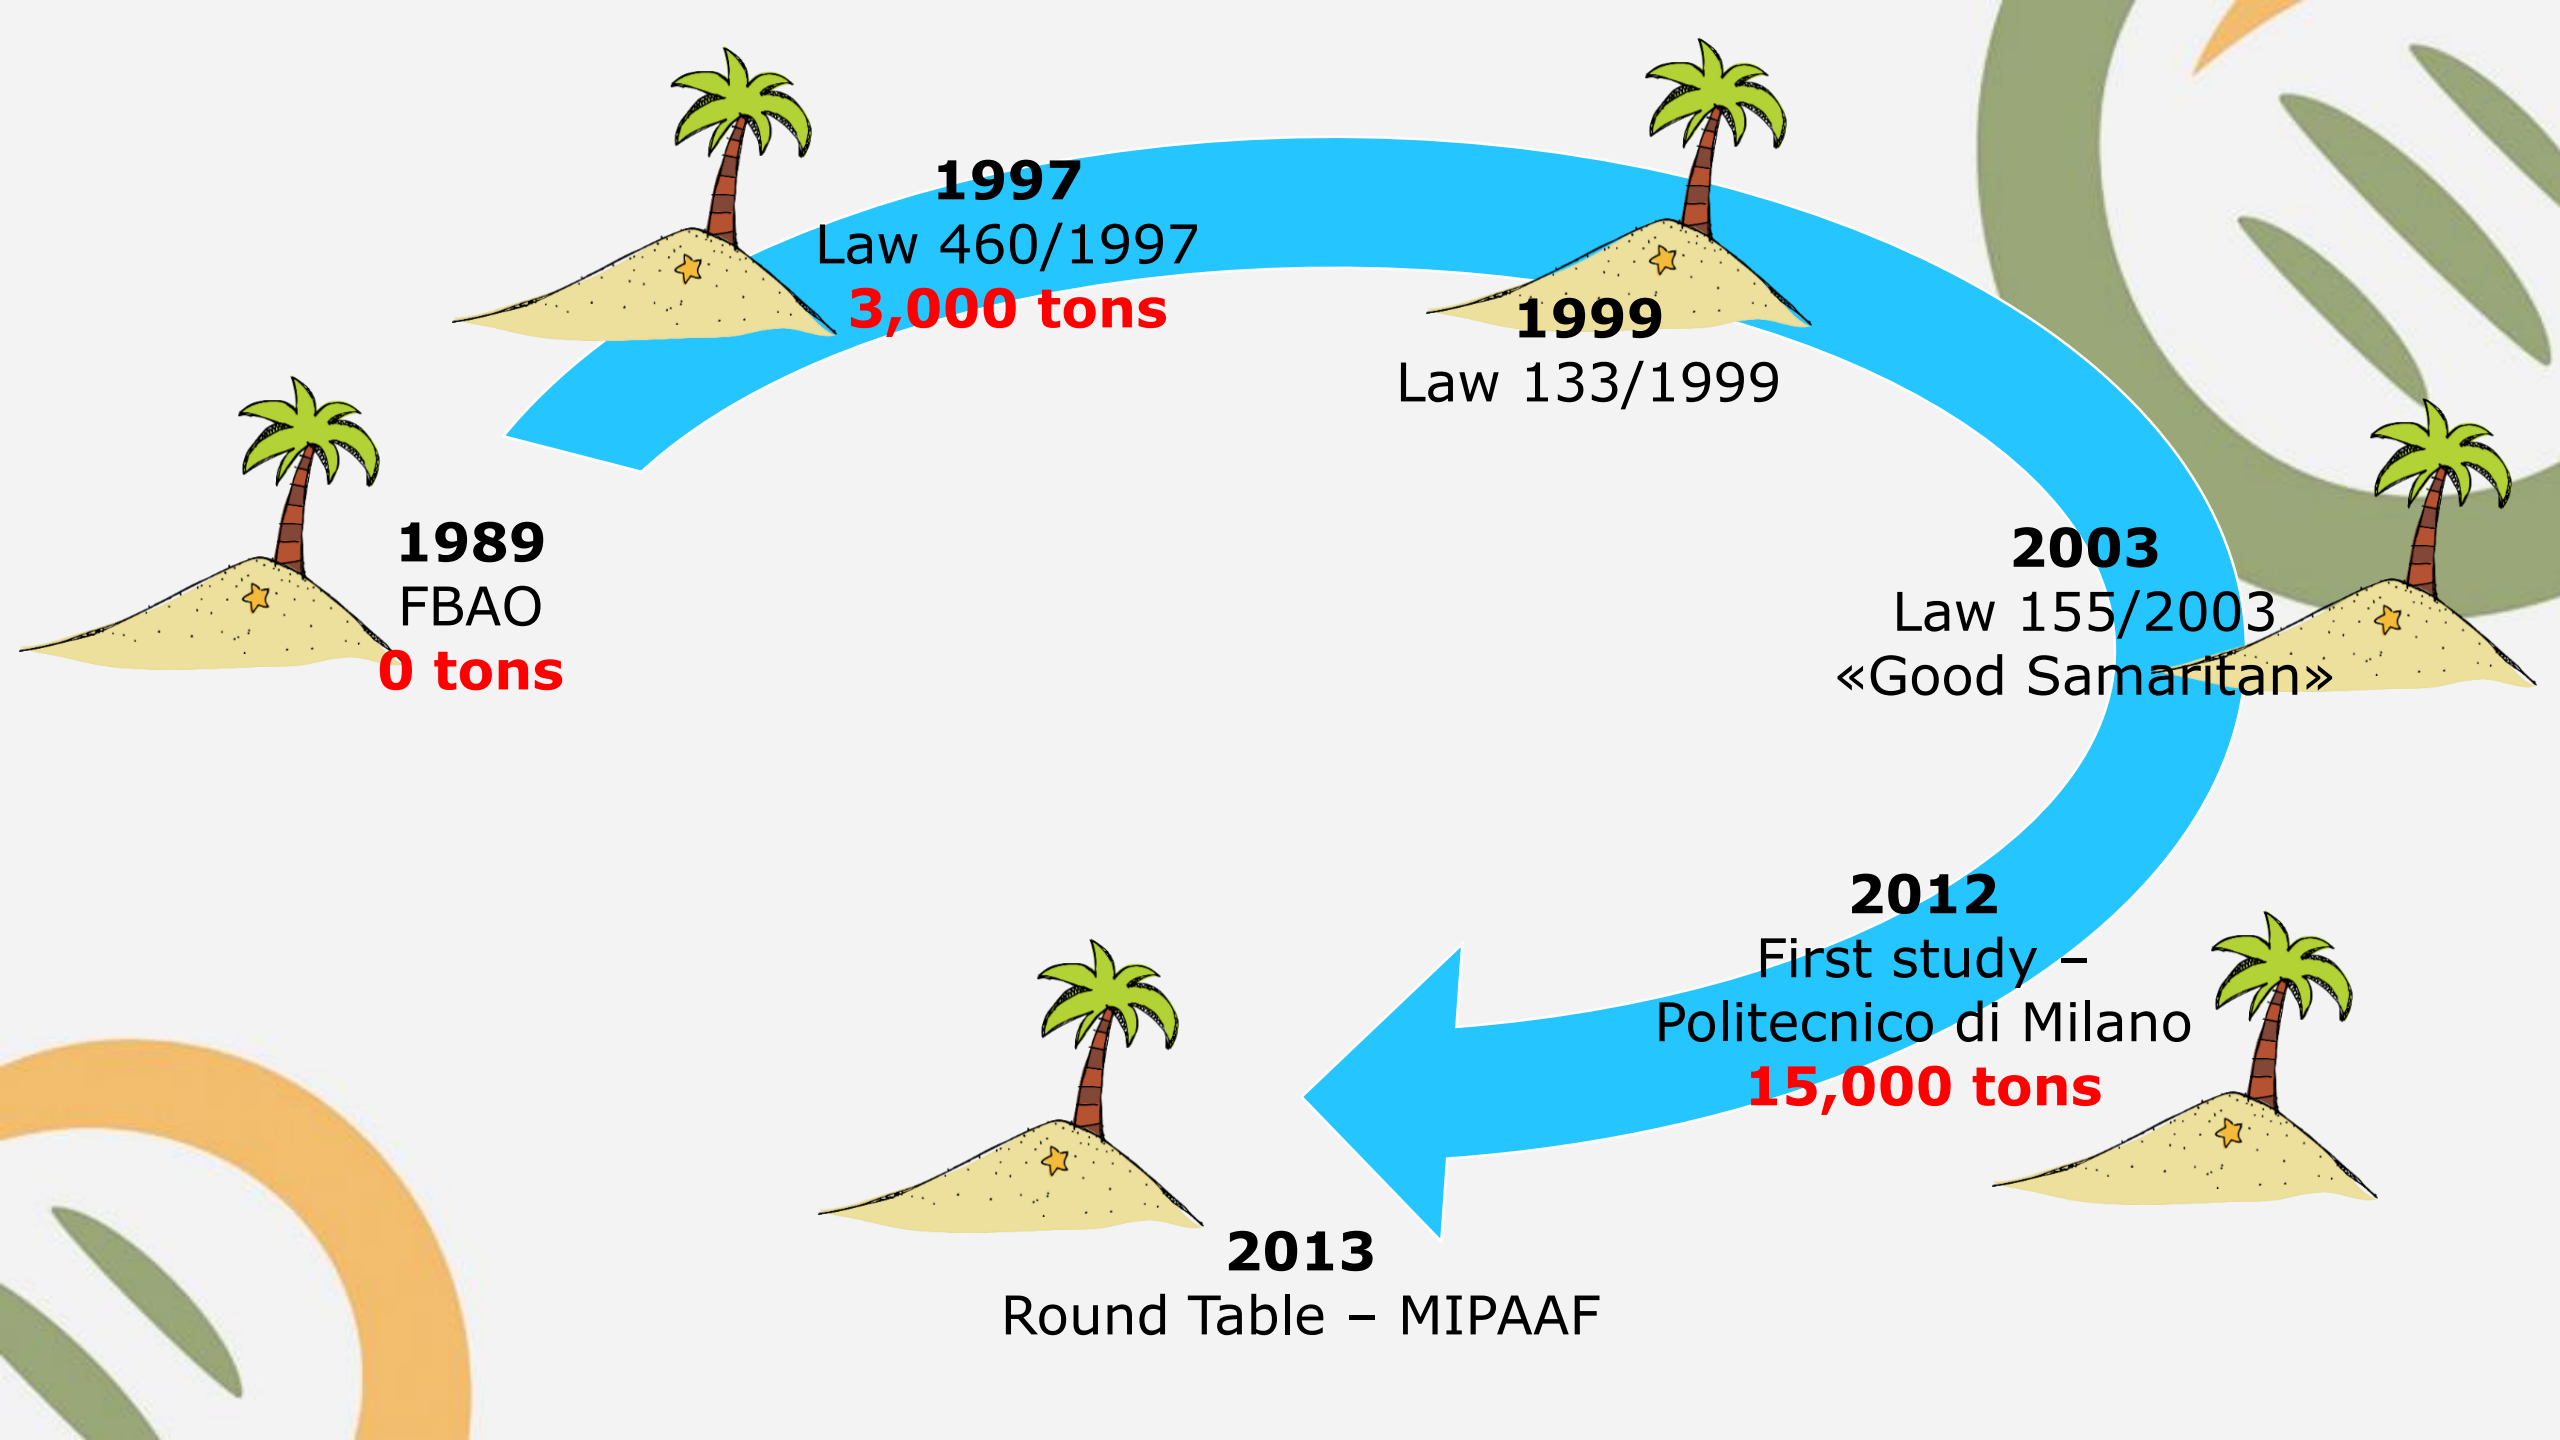 1989
FBAO
0 tons
1997
Law 460/1997
3,000 tons
1999
Law 133/1999
2003
Law 155/2003
«Good Samaritan»
2012
First study –
Politecnico di Milano
15,000 tons
2013
Round Table – MIPAAF